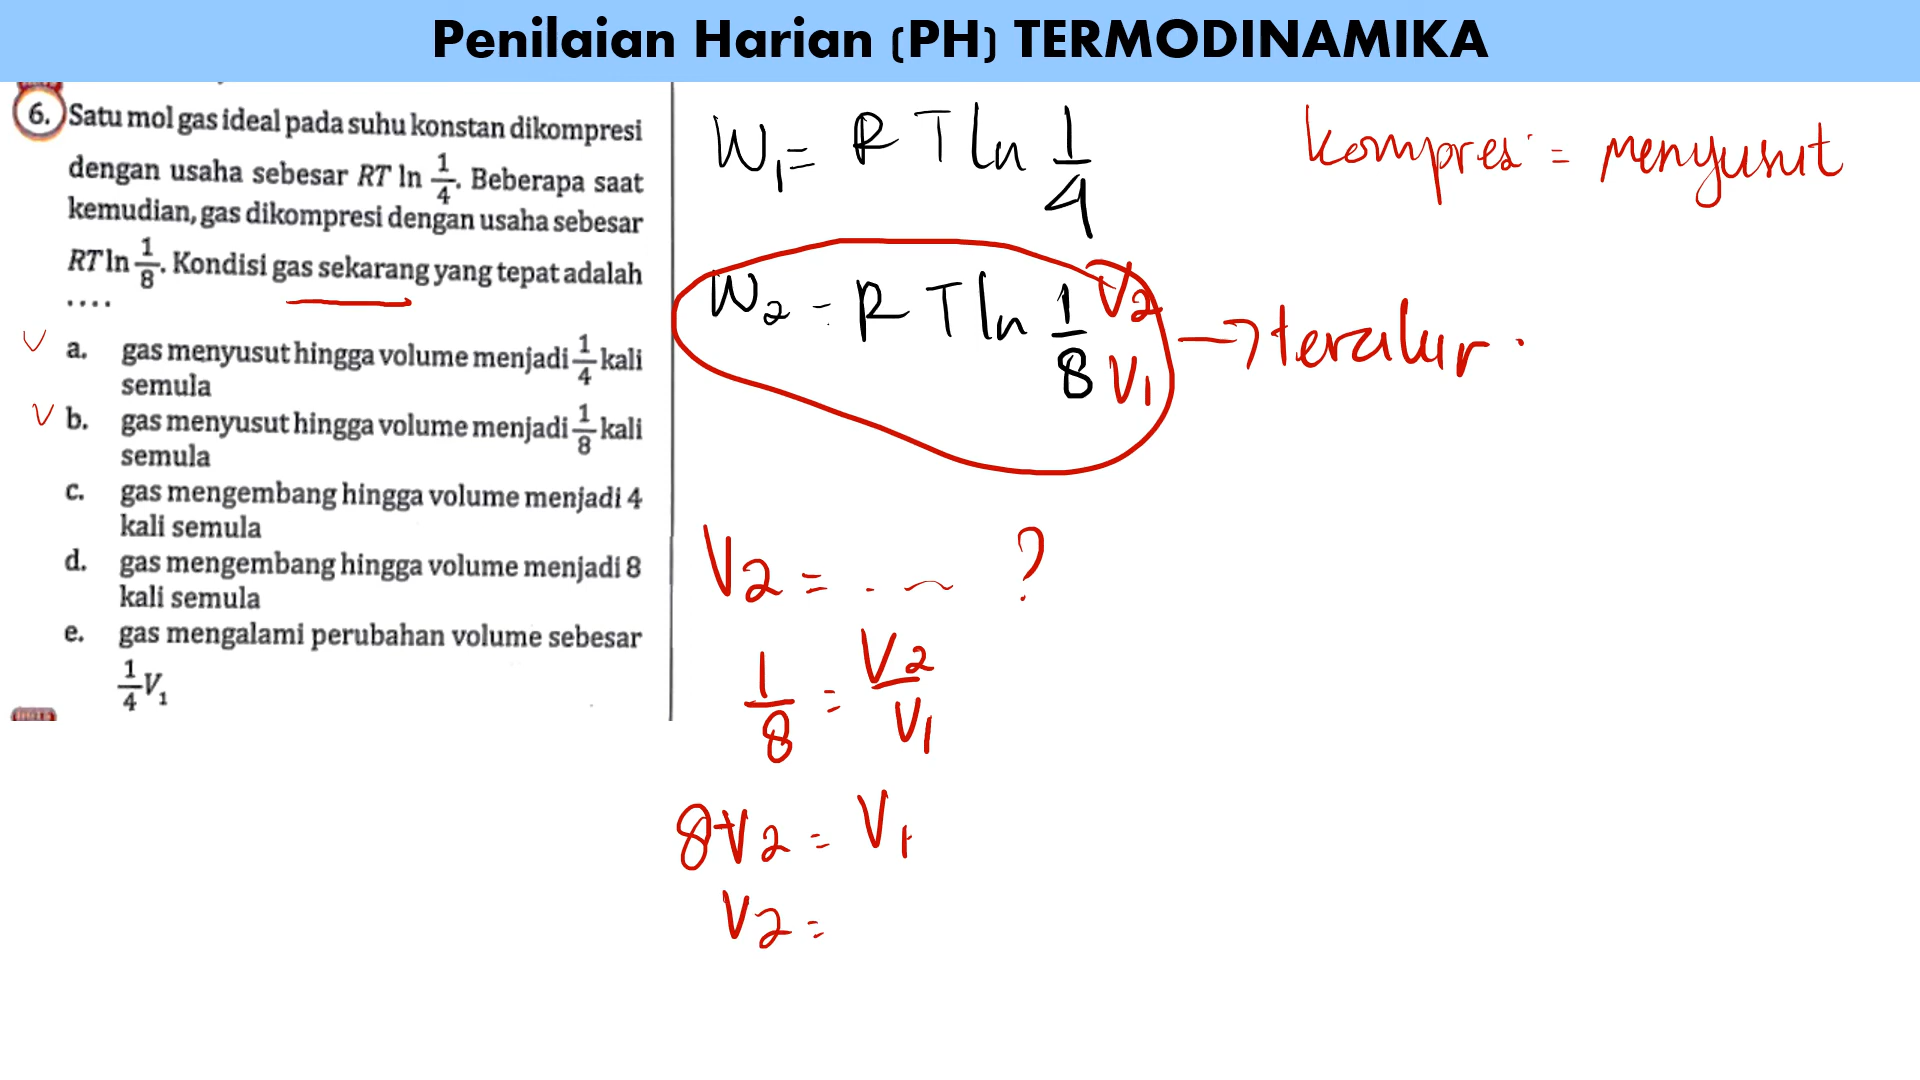 Penilaian Harian (PH) TERMODINAMIKA
6. Satu mol gas ideal pada suhu konstan dikompresi
dengan usaha sebesar RT ln 1/4. Beberapa saat
kemudian, gas dikompresi dengan usaha sebesar
RT ln 1/8. Kondisi gas sekarang yang tepat adalah
....
a. gas menyusut hingga volume menjadi 1/4 kali
semula
b. gas menyusut hingga volume menjadi 1/8 kali
semula
c. gas mengembang hingga volume menjadi 4
kali semula
d. gas mengembang hingga volume menjadi 8
kali semula
e. gas mengalami perubahan volume sebesar
1/4 V₁
W₁ = R T ln 1/4
kompresi = menyusut
W₂ = R T ln 1/8 V₂/V₁ → terakhir.
V₂ = . ~ ?
1/8 = V₂/V₁
8V₂ = V₁
V₂ =